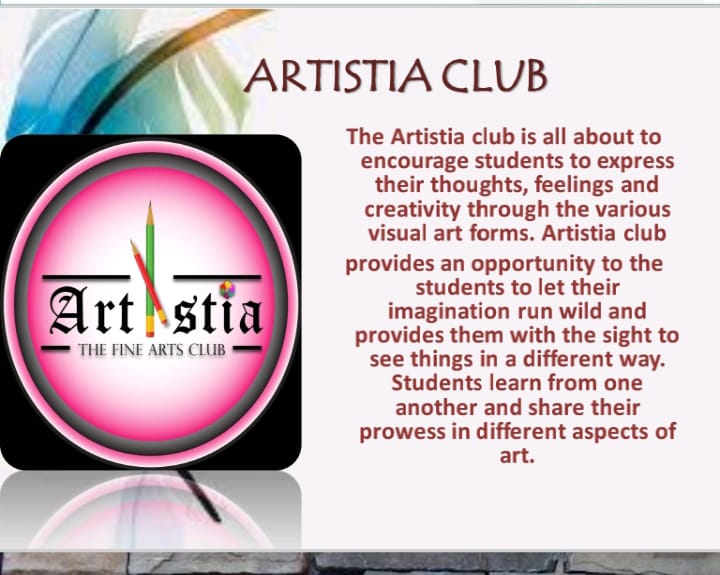 ARTISTIA CLUB
The Artistia club is all about to
encourage students to express
their thoughts, feelings and
creativity through the various
visual art forms. Artistia club
provides an opportunity to the
students to let their
imagination run wild and
provides them with the sight to
see things in a different way.
Students learn from one
another and share their
prowess in different aspects of
art.
Artistia
THE FINE ARTS CLUB